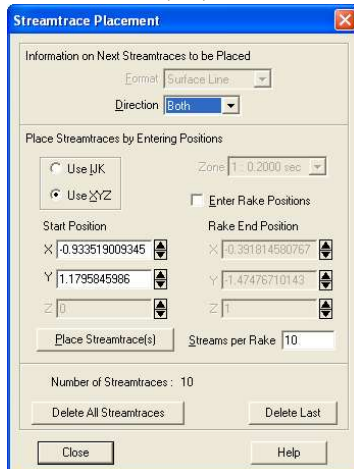 Streamtrace Placement
Information on Next Streamtraces to be Placed
Format Surface Line
Direction Both
Place Streamtraces by Entering Positions
Use IJK
Zone 1 : 0.2000 sec
Use XYZ
Enter Rake Positions
Start Position Rake End Position
X -0.933519009345 X -0.391814580767
Y 1.1795845986 Y -1.47476710143
Z 0 Z 1
Place Streamtrace(s) Streams per Rake 10
Number of Streamtraces : 10
Delete All Streamtraces Delete Last
Close Help